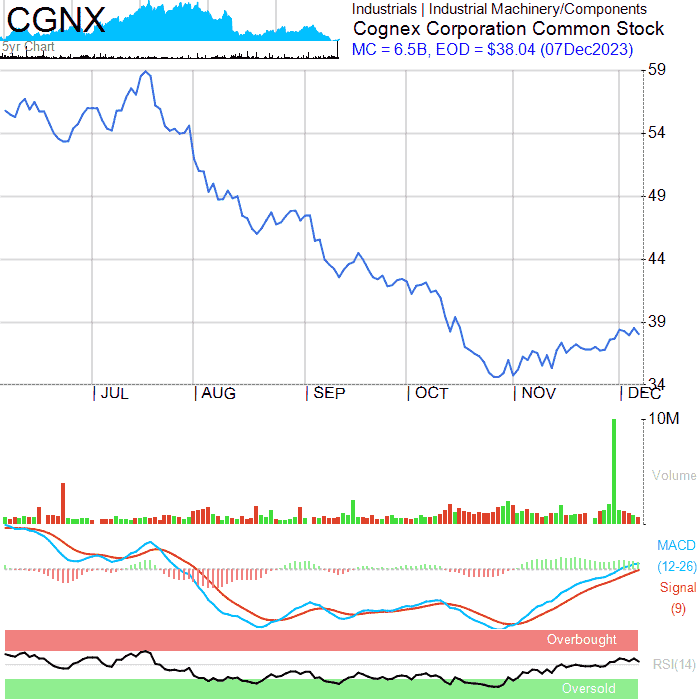 CGNX
5yr Chart
Industrials | Industrial Machinery/Components
Cognex Corporation Common Stock
MC = 6.5B, EOD = $38.04 (07Dec2023)
59
54
49
44
39
34
JUL
AUG
SEP
OCT
NOV
DEC
10M
Volume
MACD
(12-26)
Signal
(9)
Overbought
RSI(14)
Oversold